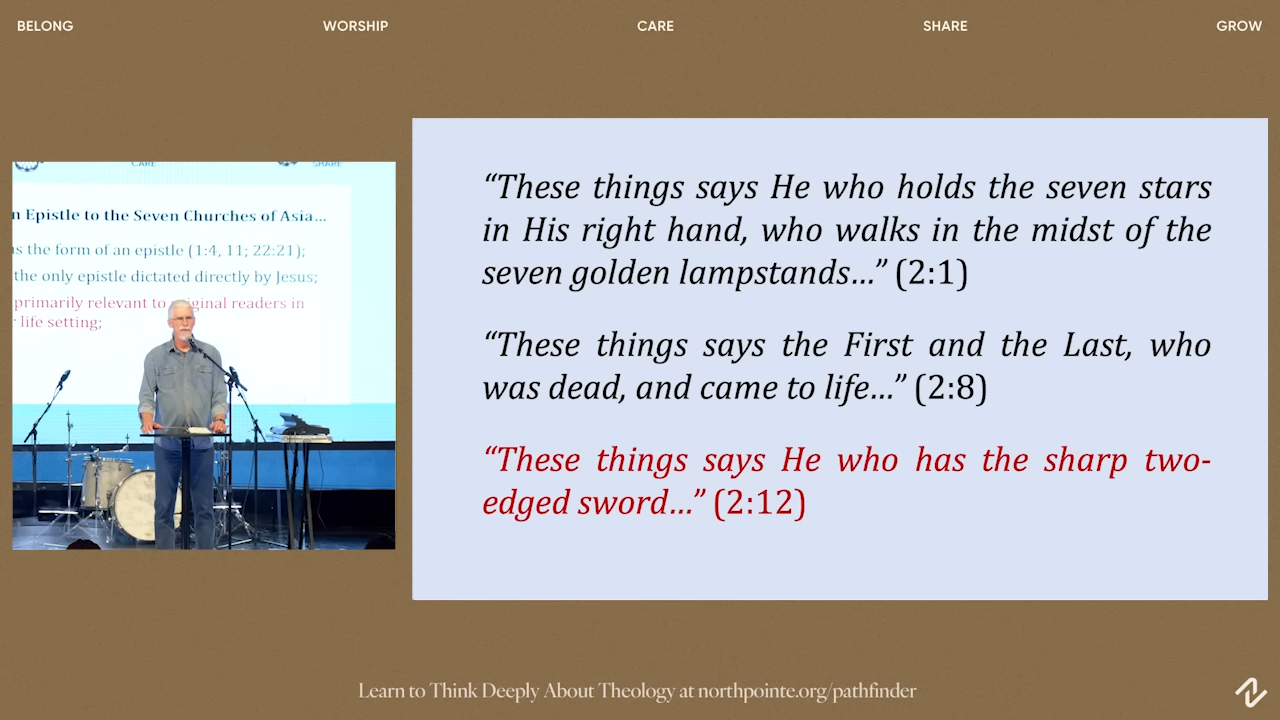 BELONG
WORSHIP
CARE
SHARE
GROW
CARE
SHARE
n Epistle to the Seven Churches of Asia...
s the form of an epistle (1:4, 11; 22:21);
the only epistle dictated directly by Jesus;
primarily relevant to original readers in
life setting;
“These things says He who holds the seven stars
in His right hand, who walks in the midst of the
seven golden lampstands…” (2:1)
“These things says the First and the Last, who
was dead, and came to life…” (2:8)
“These things says He who has the sharp two-
edged sword…” (2:12)
Learn to Think Deeply About Theology at northpointe.org/pathfinder